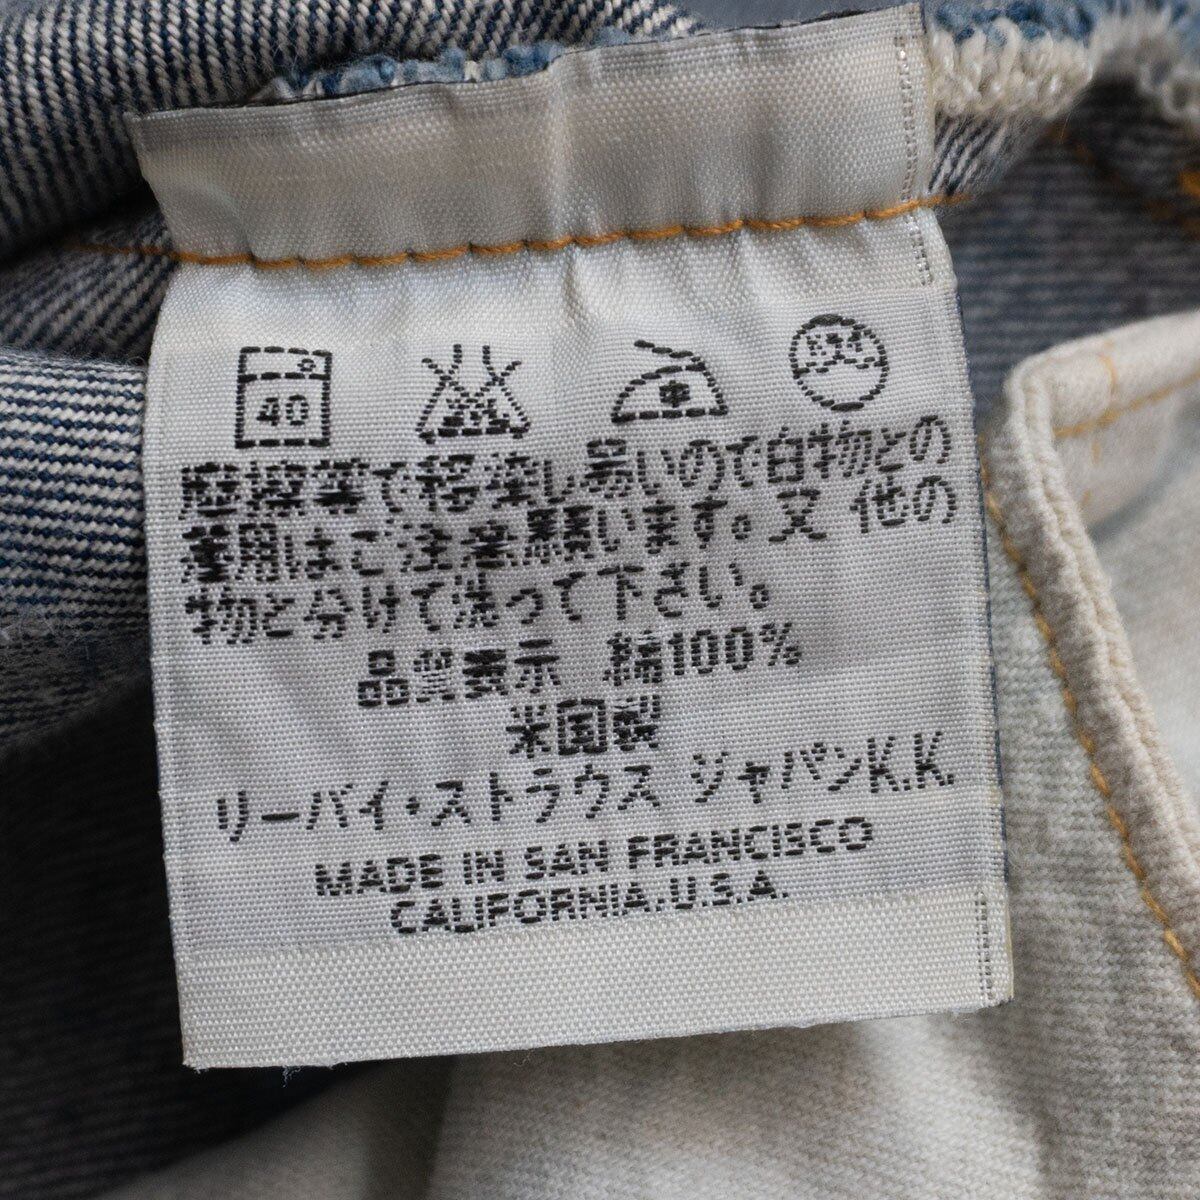 40
摩擦等で移染し易いので白物との
着用はご注意願います。又 他の
物と分けて洗って下さい。
品質表示 綿100%
米国製
リーバイ・ストラウス ジャパンK.K.
MADE IN SAN FRANCISCO
CALIFORNIA.U.S.A.